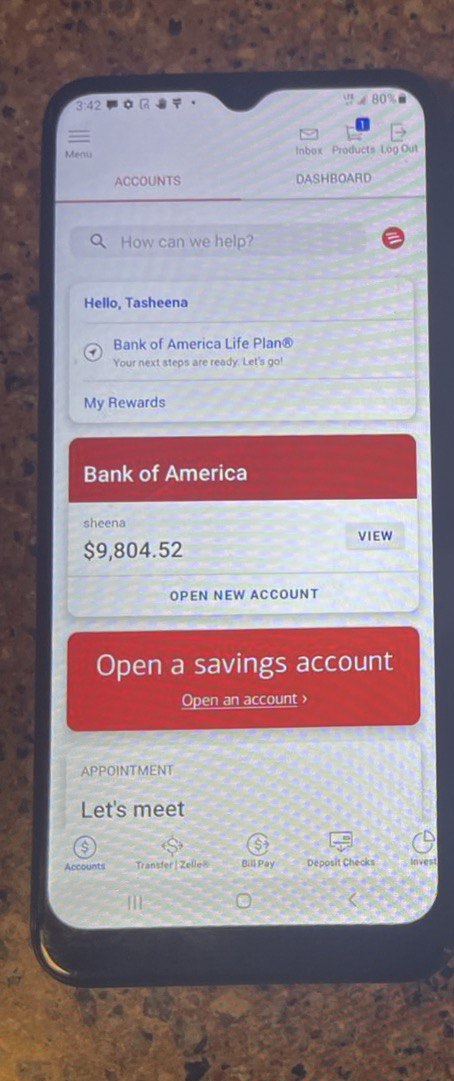 3:42
LTE
80%
Menu
Inbox
1
Products
Log Out
ACCOUNTS
DASHBOARD
How can we help?
Hello, Tasheena
Bank of America Life Plan®
Your next steps are ready. Let's go!
My Rewards
Bank of America
sheena
$9,804.52
VIEW
OPEN NEW ACCOUNT
Open a savings account
Open an account ›
APPOINTMENT
Let's meet
Accounts
Transfer | Zelle®
Bill Pay
Deposit Checks
Invest